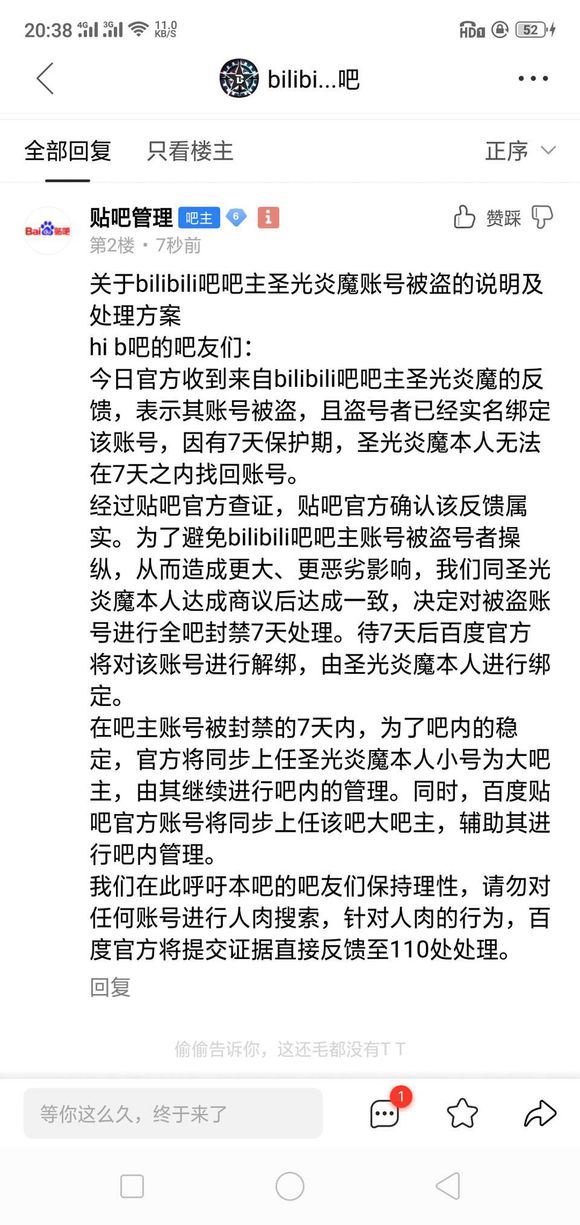 20:38 4G 3G 11.0 KB/S HD1 52
bilibi...吧
全部回复 只看楼主 正序
Bai 贴吧 贴吧管理 吧主 6 赞踩
第2楼 · 7秒前
关于bilibili吧吧主圣光炎魔账号被盗的说明及
处理方案
hi b吧的吧友们：
今日官方收到来自bilibili吧吧主圣光炎魔的反
馈，表示其账号被盗，且盗号者已经实名绑定
该账号，因有7天保护期，圣光炎魔本人无法
在7天之内找回账号。
经过贴吧官方查证，贴吧官方确认该反馈属
实。为了避免bilibili吧吧主账号被盗号者操
纵，从而造成更大、更恶劣影响，我们同圣光
炎魔本人达成商议后达成一致，决定对被盗账
号进行全吧封禁7天处理。待7天后百度官方
将对该账号进行解绑，由圣光炎魔本人进行绑
定。
在吧主账号被封禁的7天内，为了吧内的稳
定，官方将同步上任圣光炎魔本人小号为大吧
主，由其继续进行吧内的管理。同时，百度贴
吧官方账号将同步上任该吧大吧主，辅助其进
行吧内管理。
我们在此呼吁本吧的吧友们保持理性，请勿对
任何账号进行人肉搜索，针对人肉的行为，百
度官方将提交证据直接反馈至110处处理。
回复
偷偷告诉你，这还毛都没有T T
等你这么久，终于来了 1